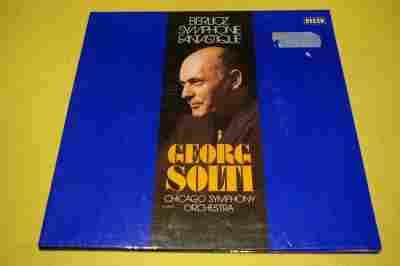 BERLIOZ
SYMPHONIE
FANTASTIQUE
DECCA
GEORG
SOLTI
CHICAGO SYMPHONY
ORCHESTRA